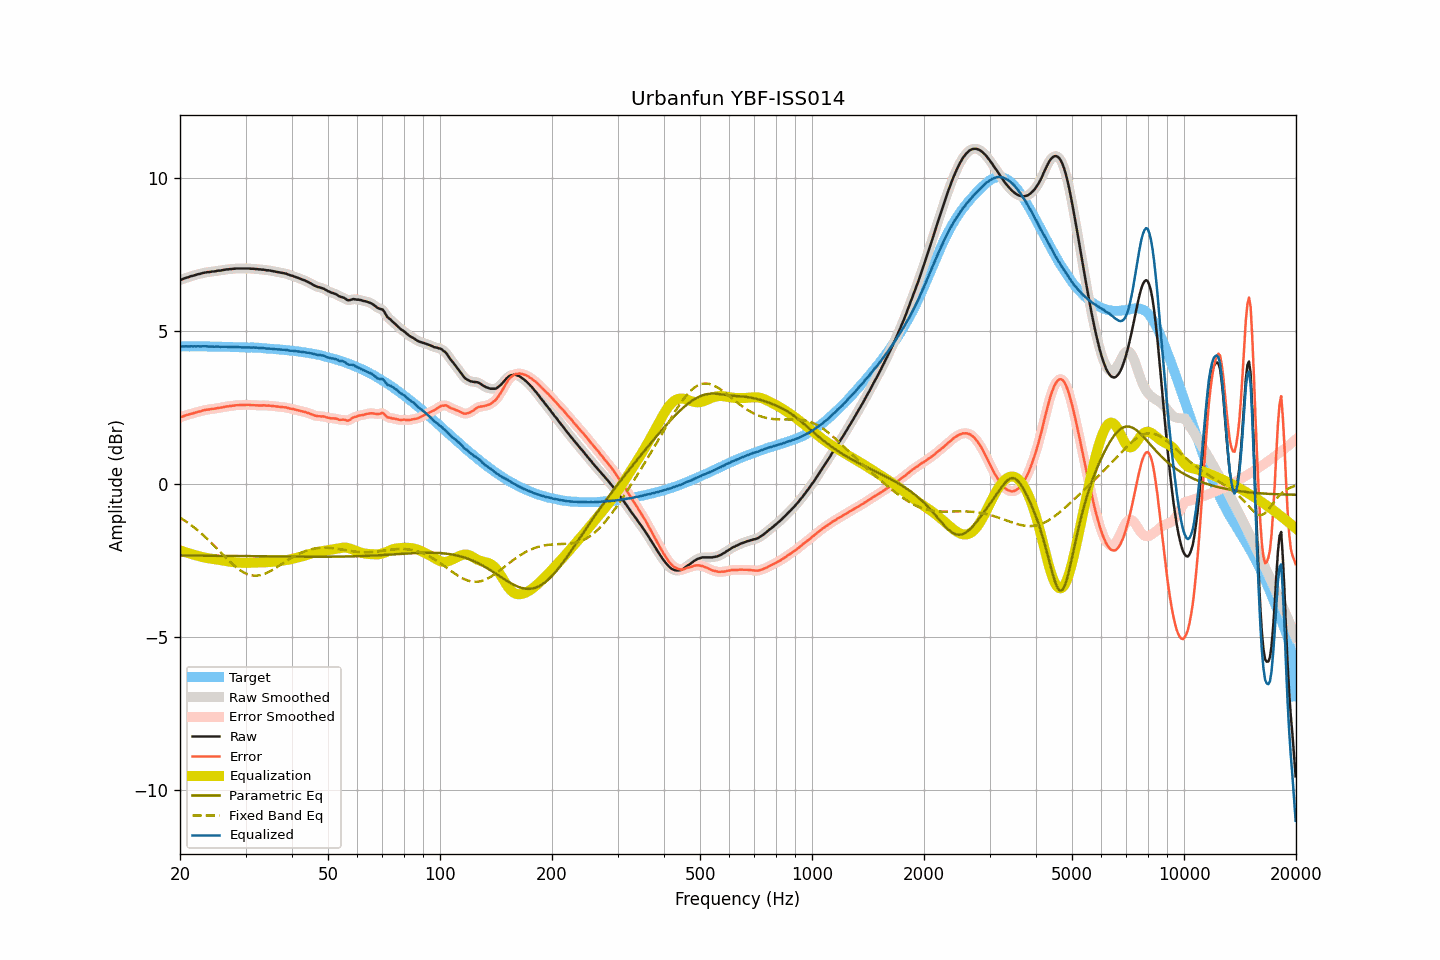 Urbanfun YBF-ISS014
Amplitude (dBr)
10
5
0
−5
−10
Target
Raw Smoothed
Error Smoothed
Raw
Error
Equalization
Parametric Eq
Fixed Band Eq
Equalized
20 50 100 200 500 1000 2000 5000 10000 20000
Frequency (Hz)